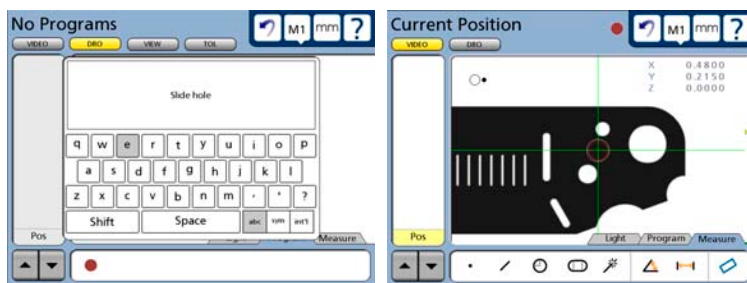 No Programs
M1 mm ?
VIDEO DRO VIEW TOL
Slide hole
q w e r t y u i o p
a s d f g h j k l
z x c v b n m , ' ?
Shift Space abc sym int'l
Pos
Measure
Current Position
M1 mm ?
VIDEO DRO
X 0.4800
Y 0.2150
Z 0.0000
Pos
Light Program Measure